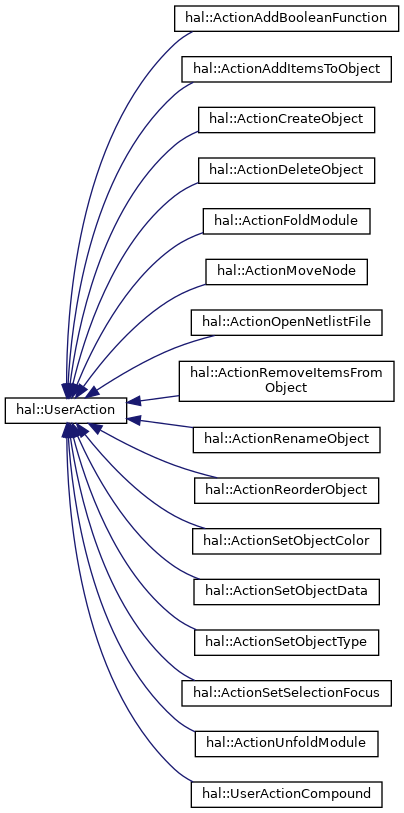 hal::ActionAddBooleanFunction
hal::ActionAddItemsToObject
hal::ActionCreateObject
hal::ActionDeleteObject
hal::ActionFoldModule
hal::ActionMoveNode
hal::ActionOpenNetlistFile
hal::ActionRemoveItemsFrom
Object
hal::UserAction
hal::ActionRenameObject
hal::ActionReorderObject
hal::ActionSetObjectColor
hal::ActionSetObjectData
hal::ActionSetObjectType
hal::ActionSetSelectionFocus
hal::ActionUnfoldModule
hal::UserActionCompound